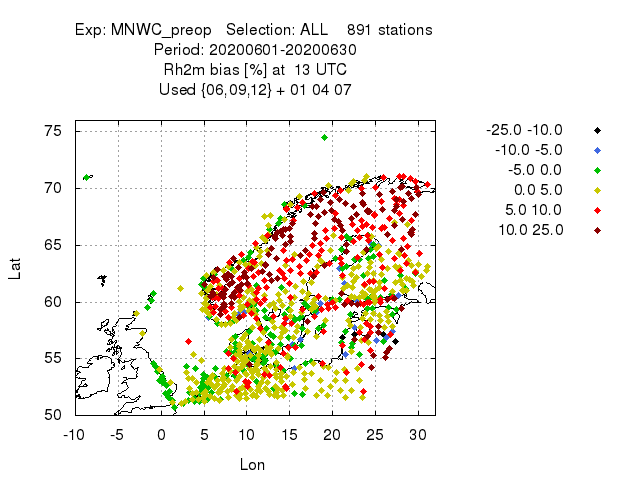 Exp: MNWC_preop   Selection: ALL    891 stations
Period: 20200601-20200630
Rh2m bias [%] at  13 UTC
Used {06,09,12} + 01 04 07
-25.0 -10.0
-10.0 -5.0
-5.0 0.0
0.0 5.0
5.0 10.0
10.0 25.0
75
70
65
60
55
50
Lat
-10 -5 0 5 10 15 20 25 30
Lon